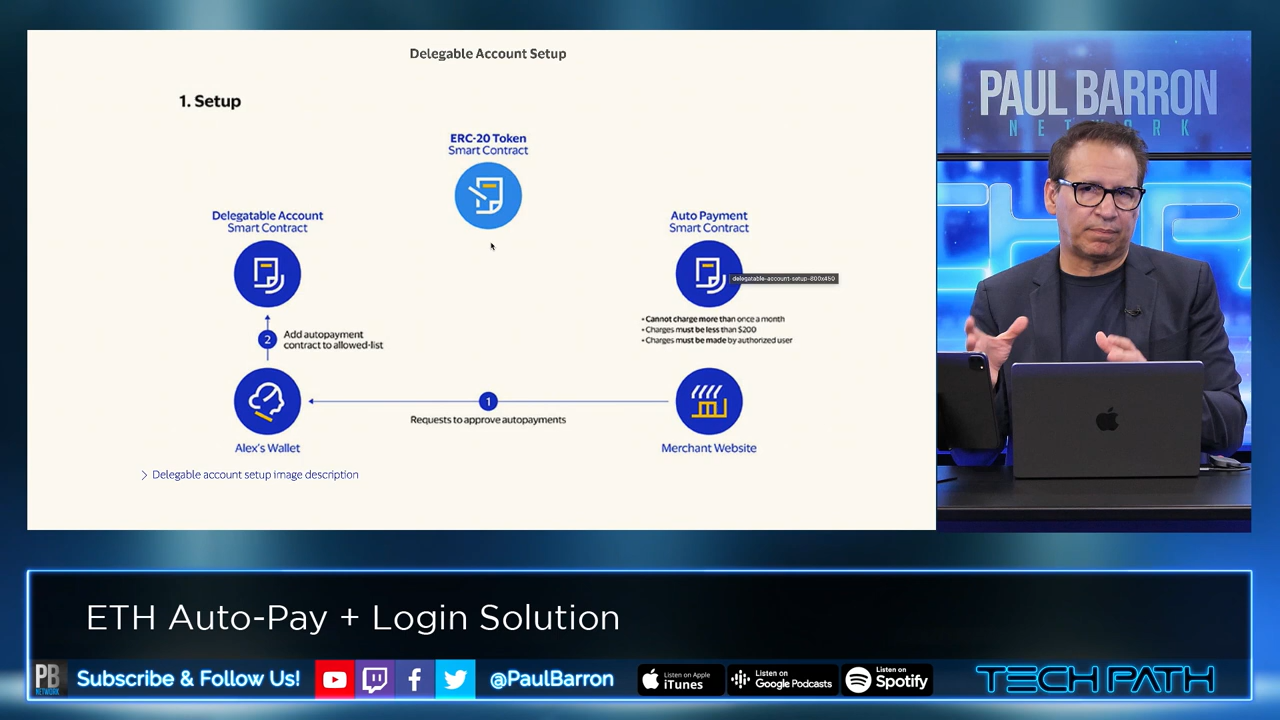 Delegable Account Setup
1. Setup
ERC-20 Token
Smart Contract
Delegatable Account
Smart Contract
Auto Payment
Smart Contract
delegatable-account-setup-800x450
• Cannot charge more than once a month
• Charges must be less than $200
• Charges must be made by authorized user
2
Add autopayment
contract to allowed-list
1
Requests to approve autopayments
Alex's Wallet
Merchant Website
> Delegable account setup image description
PAUL BARRON
NETWORK
ETH Auto-Pay + Login Solution
PB
NETWORK
Subscribe & Follow Us!
@PaulBarron
Listen on Apple
iTunes
Listen on
Google Podcasts
Listen on
Spotify
TECH PATH